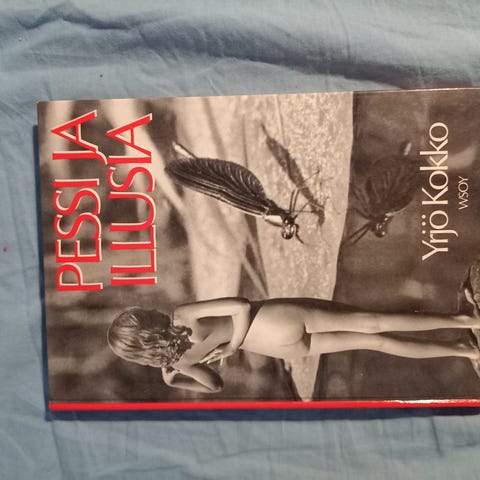 PESSI JA
ILLUSIA
Yrjö Kokko
WSOY